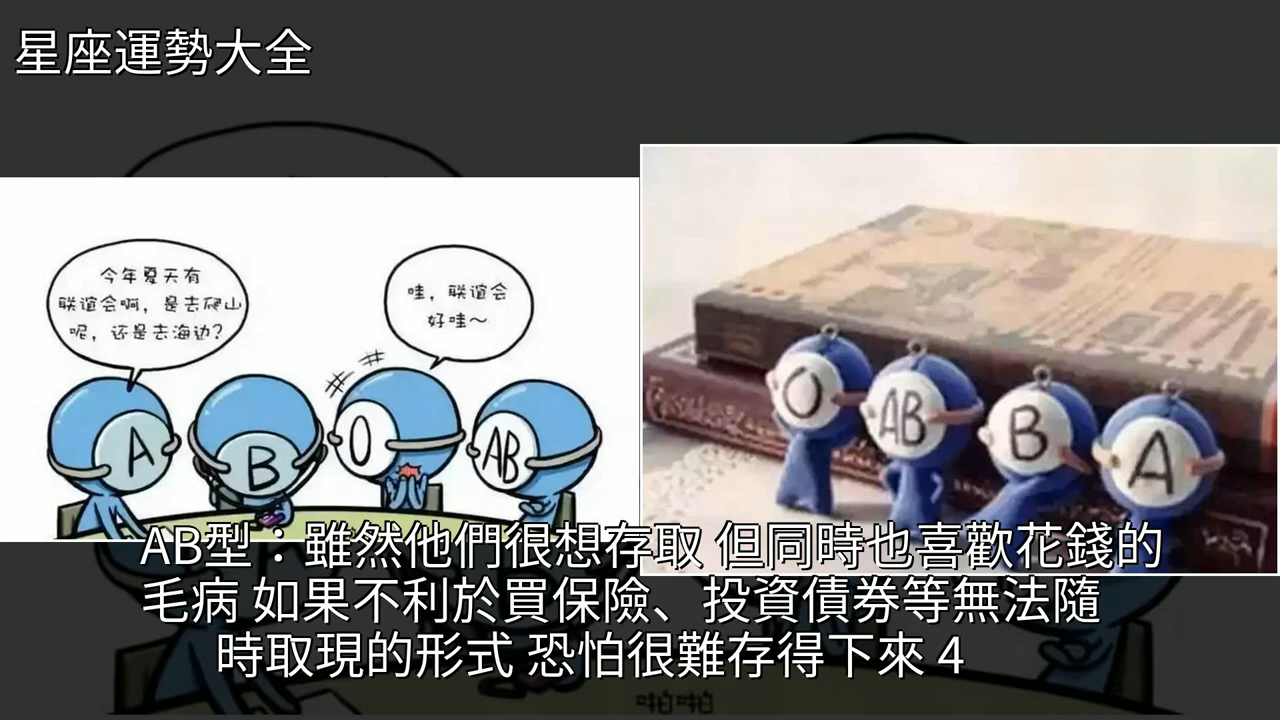 星座運勢大全
今年夏天有
联谊会啊，是去爬山
呢，还是去海边？
哇，联谊会
好哇～
A
B
O
AB
O
AB
B
A
AB型：雖然他們很想存取 但同時也喜歡花錢的
毛病 如果不利於買保險、投資債券等無法隨
時取現的形式 恐怕很難存得下來 4
啪啪